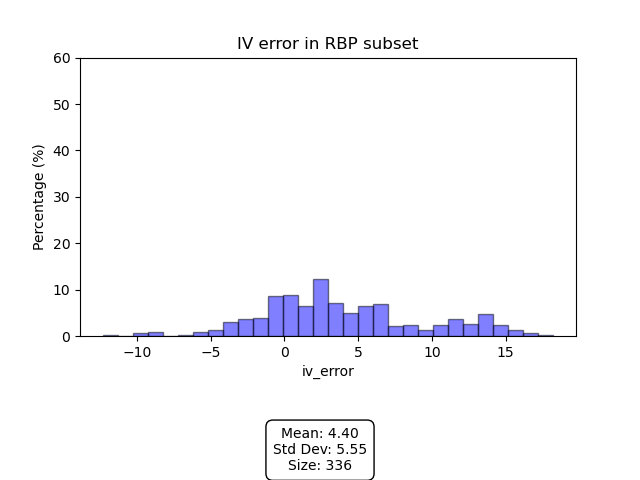 IV error in RBP subset
60
50
40
30
20
10
0
Percentage (%)
−10 −5 0 5 10 15
iv_error
Mean: 4.40
Std Dev: 5.55
Size: 336